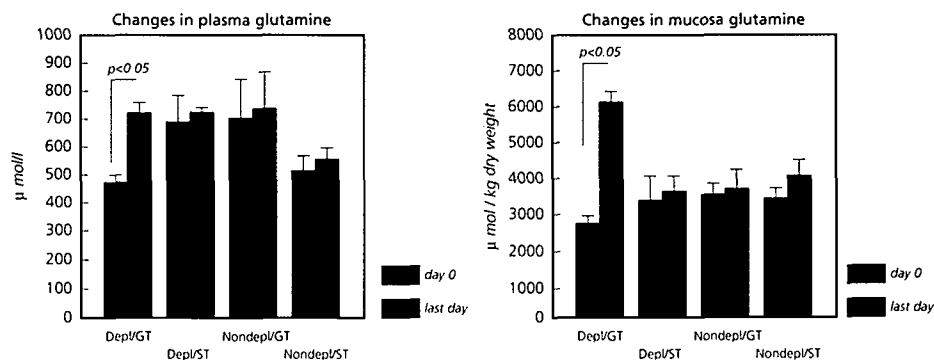 Changes in plasma glutamine
1000
900
800
700
600
500
400
300
200
100
0
μ mol/l
p<0 05
Depl/GT
Depl/ST
Nondepl/GT
Nondepl/ST
day 0
last day
Changes in mucosa glutamine
8000
7000
6000
5000
4000
3000
2000
1000
0
μ mol / kg dry weight
p<0.05
Depl/GT
Depl/ST
Nondepl/GT
Nondepl/ST
day 0
last day